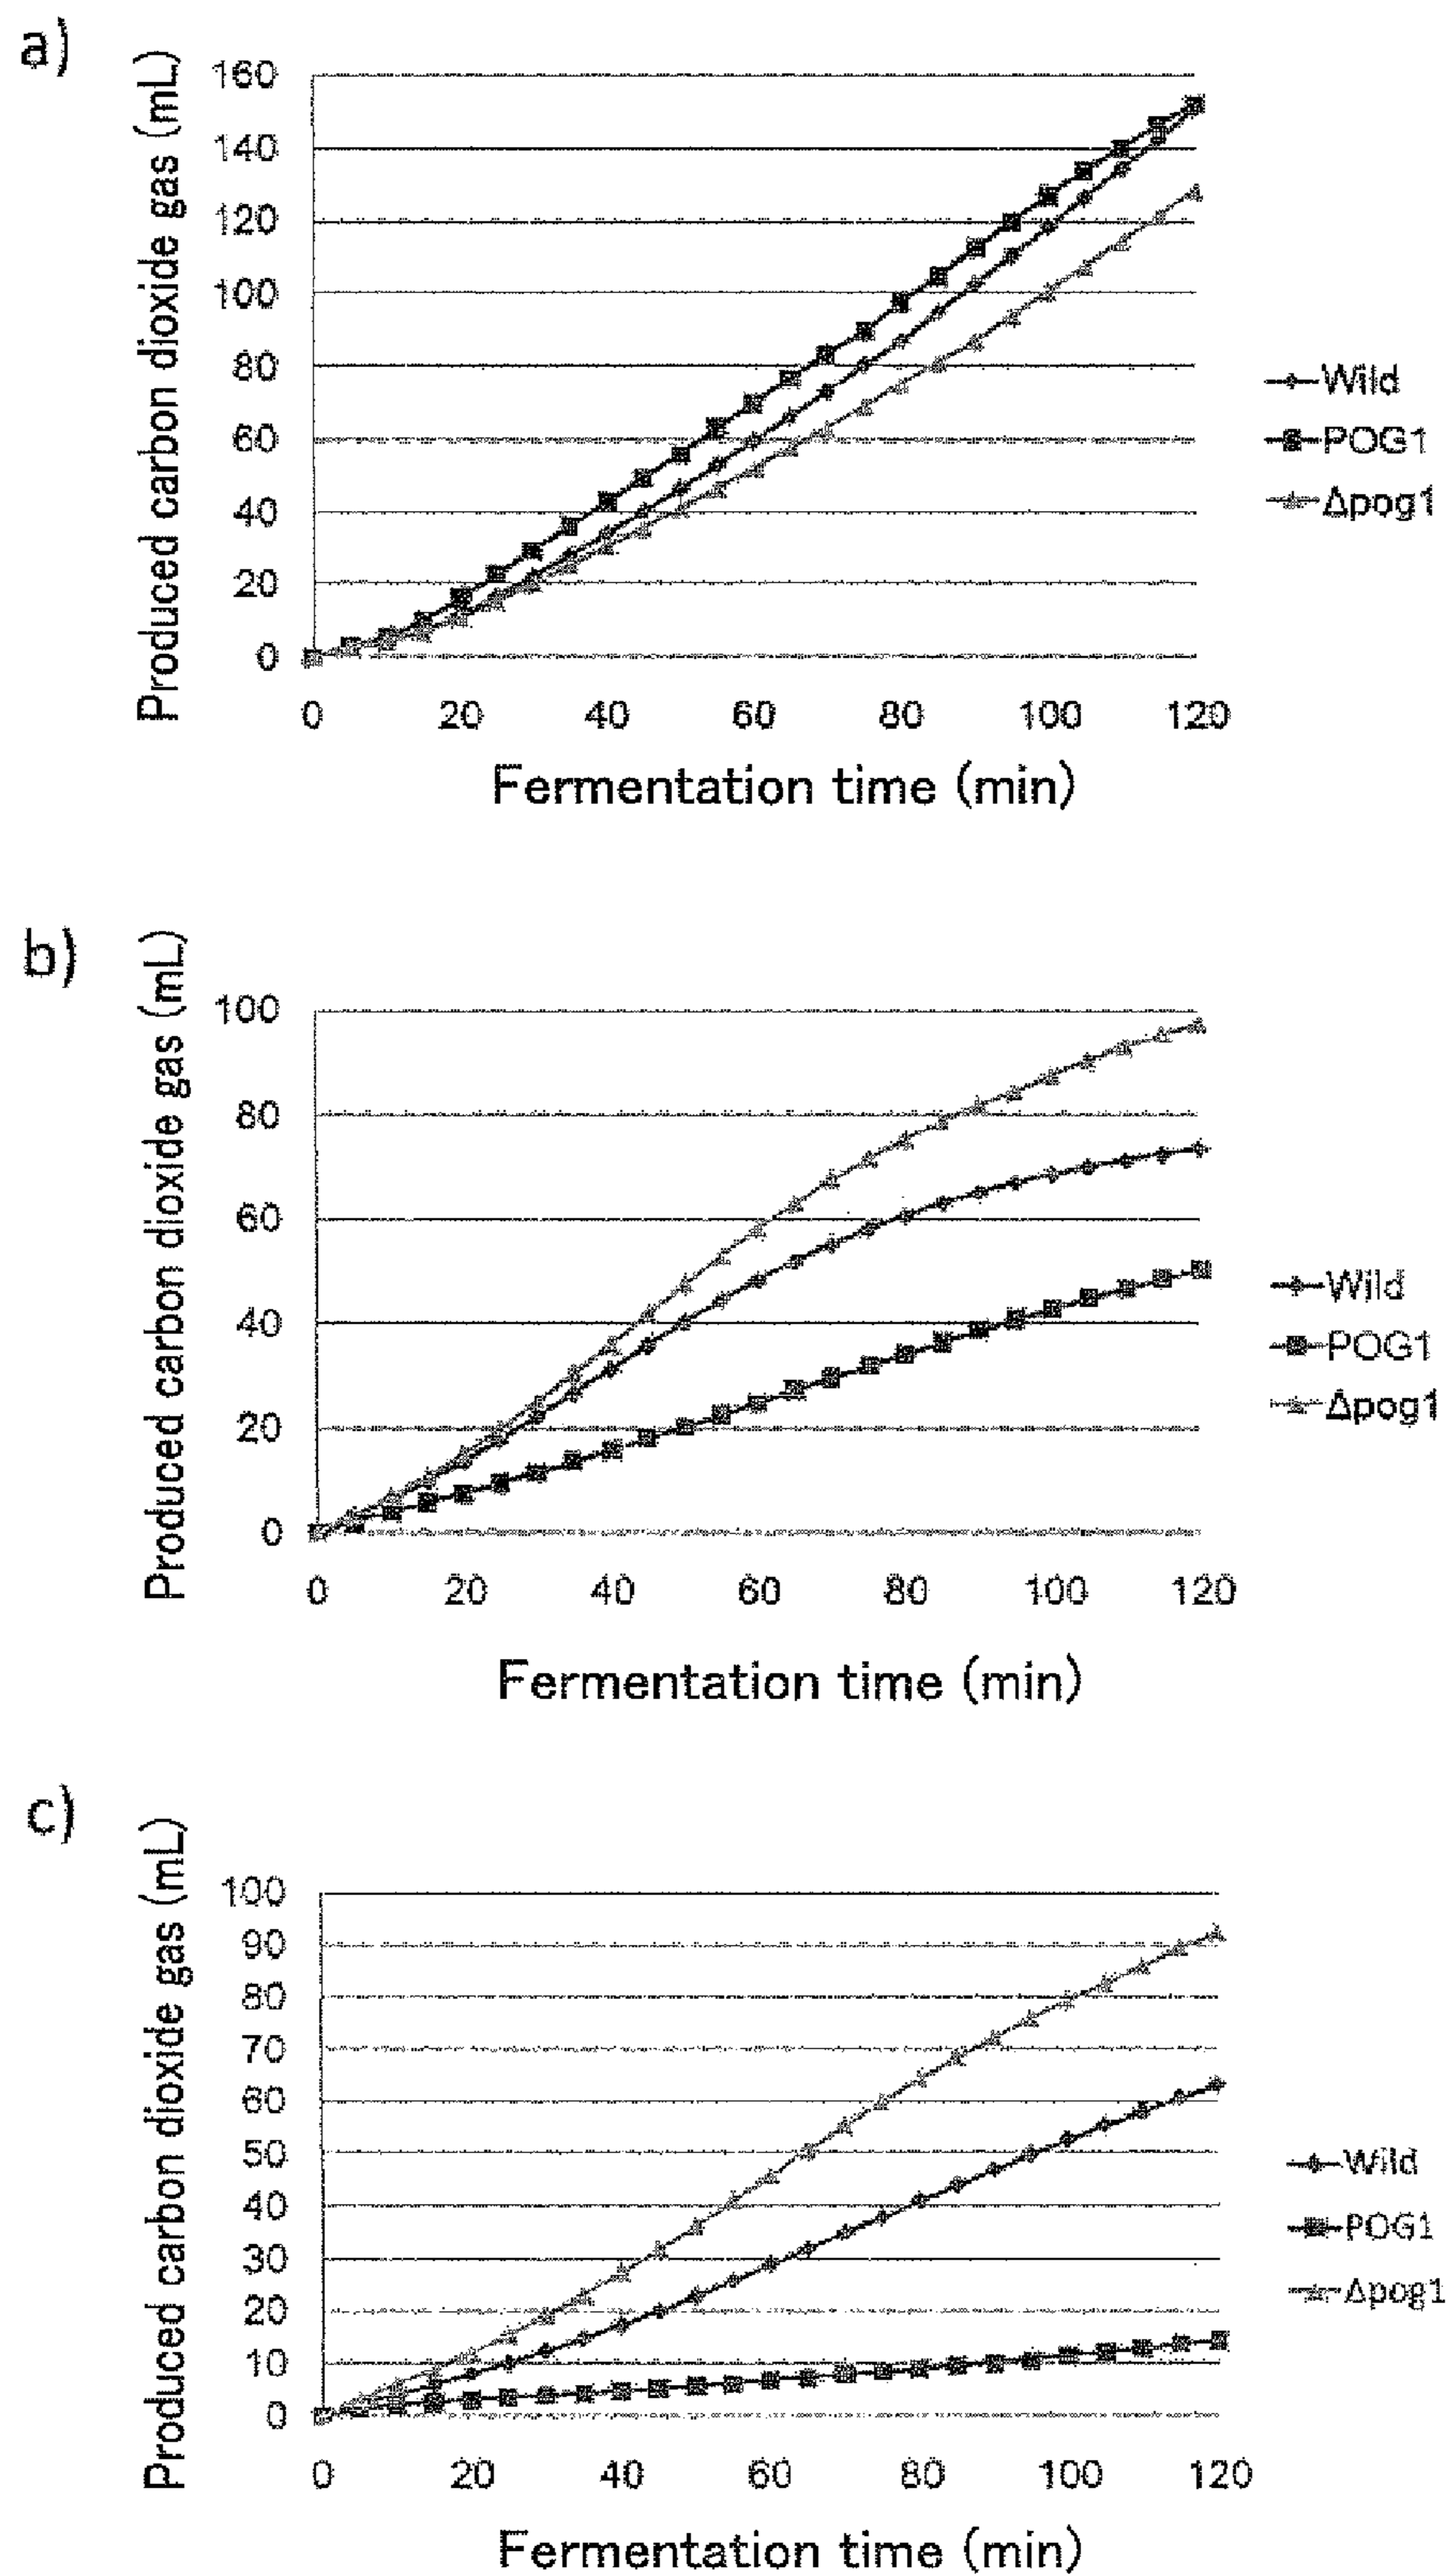 a)
Produced carbon dioxide gas (mL)
160
140
120
100
80
60
40
20
0
0 20 40 60 80 100 120
Fermentation time (min)
Wild
POG1
Δpog1
b)
Produced carbon dioxide gas (mL)
100
80
60
40
20
0
0 20 40 60 80 100 120
Fermentation time (min)
Wild
POG1
Δpog1
c)
Produced carbon dioxide gas (mL)
100
90
80
70
60
50
40
30
20
10
0
0 20 40 60 80 100 120
Fermentation time (min)
Wild
POG1
Δpog1